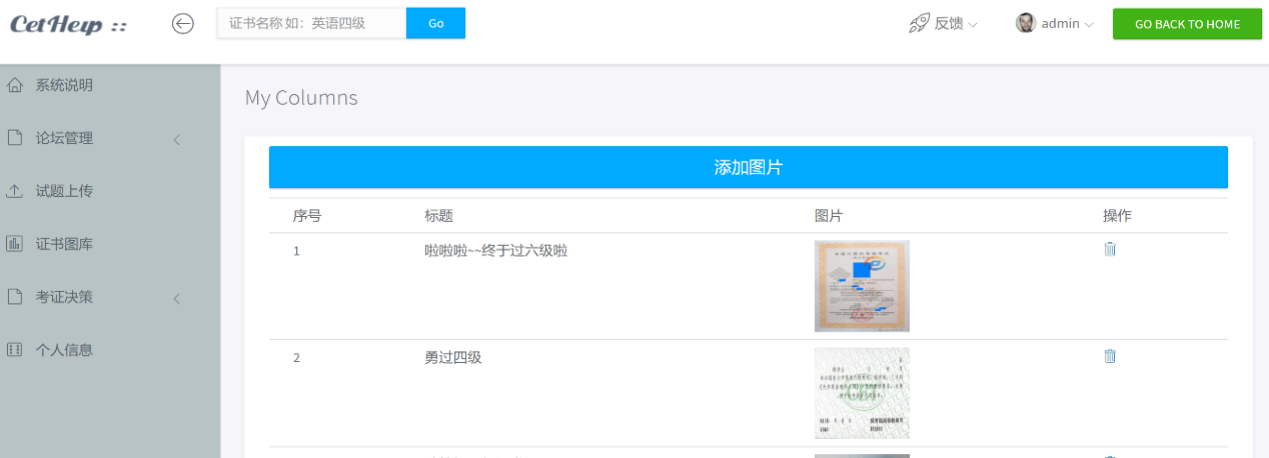 CetHelp ::
证书名称 如：英语四级
Go
反馈
admin
GO BACK TO HOME
系统说明
论坛管理
试题上传
证书图库
考证决策
个人信息
My Columns
添加图片
序号 标题 图片 操作
1 啦啦啦~~终于过六级啦
2 勇过四级